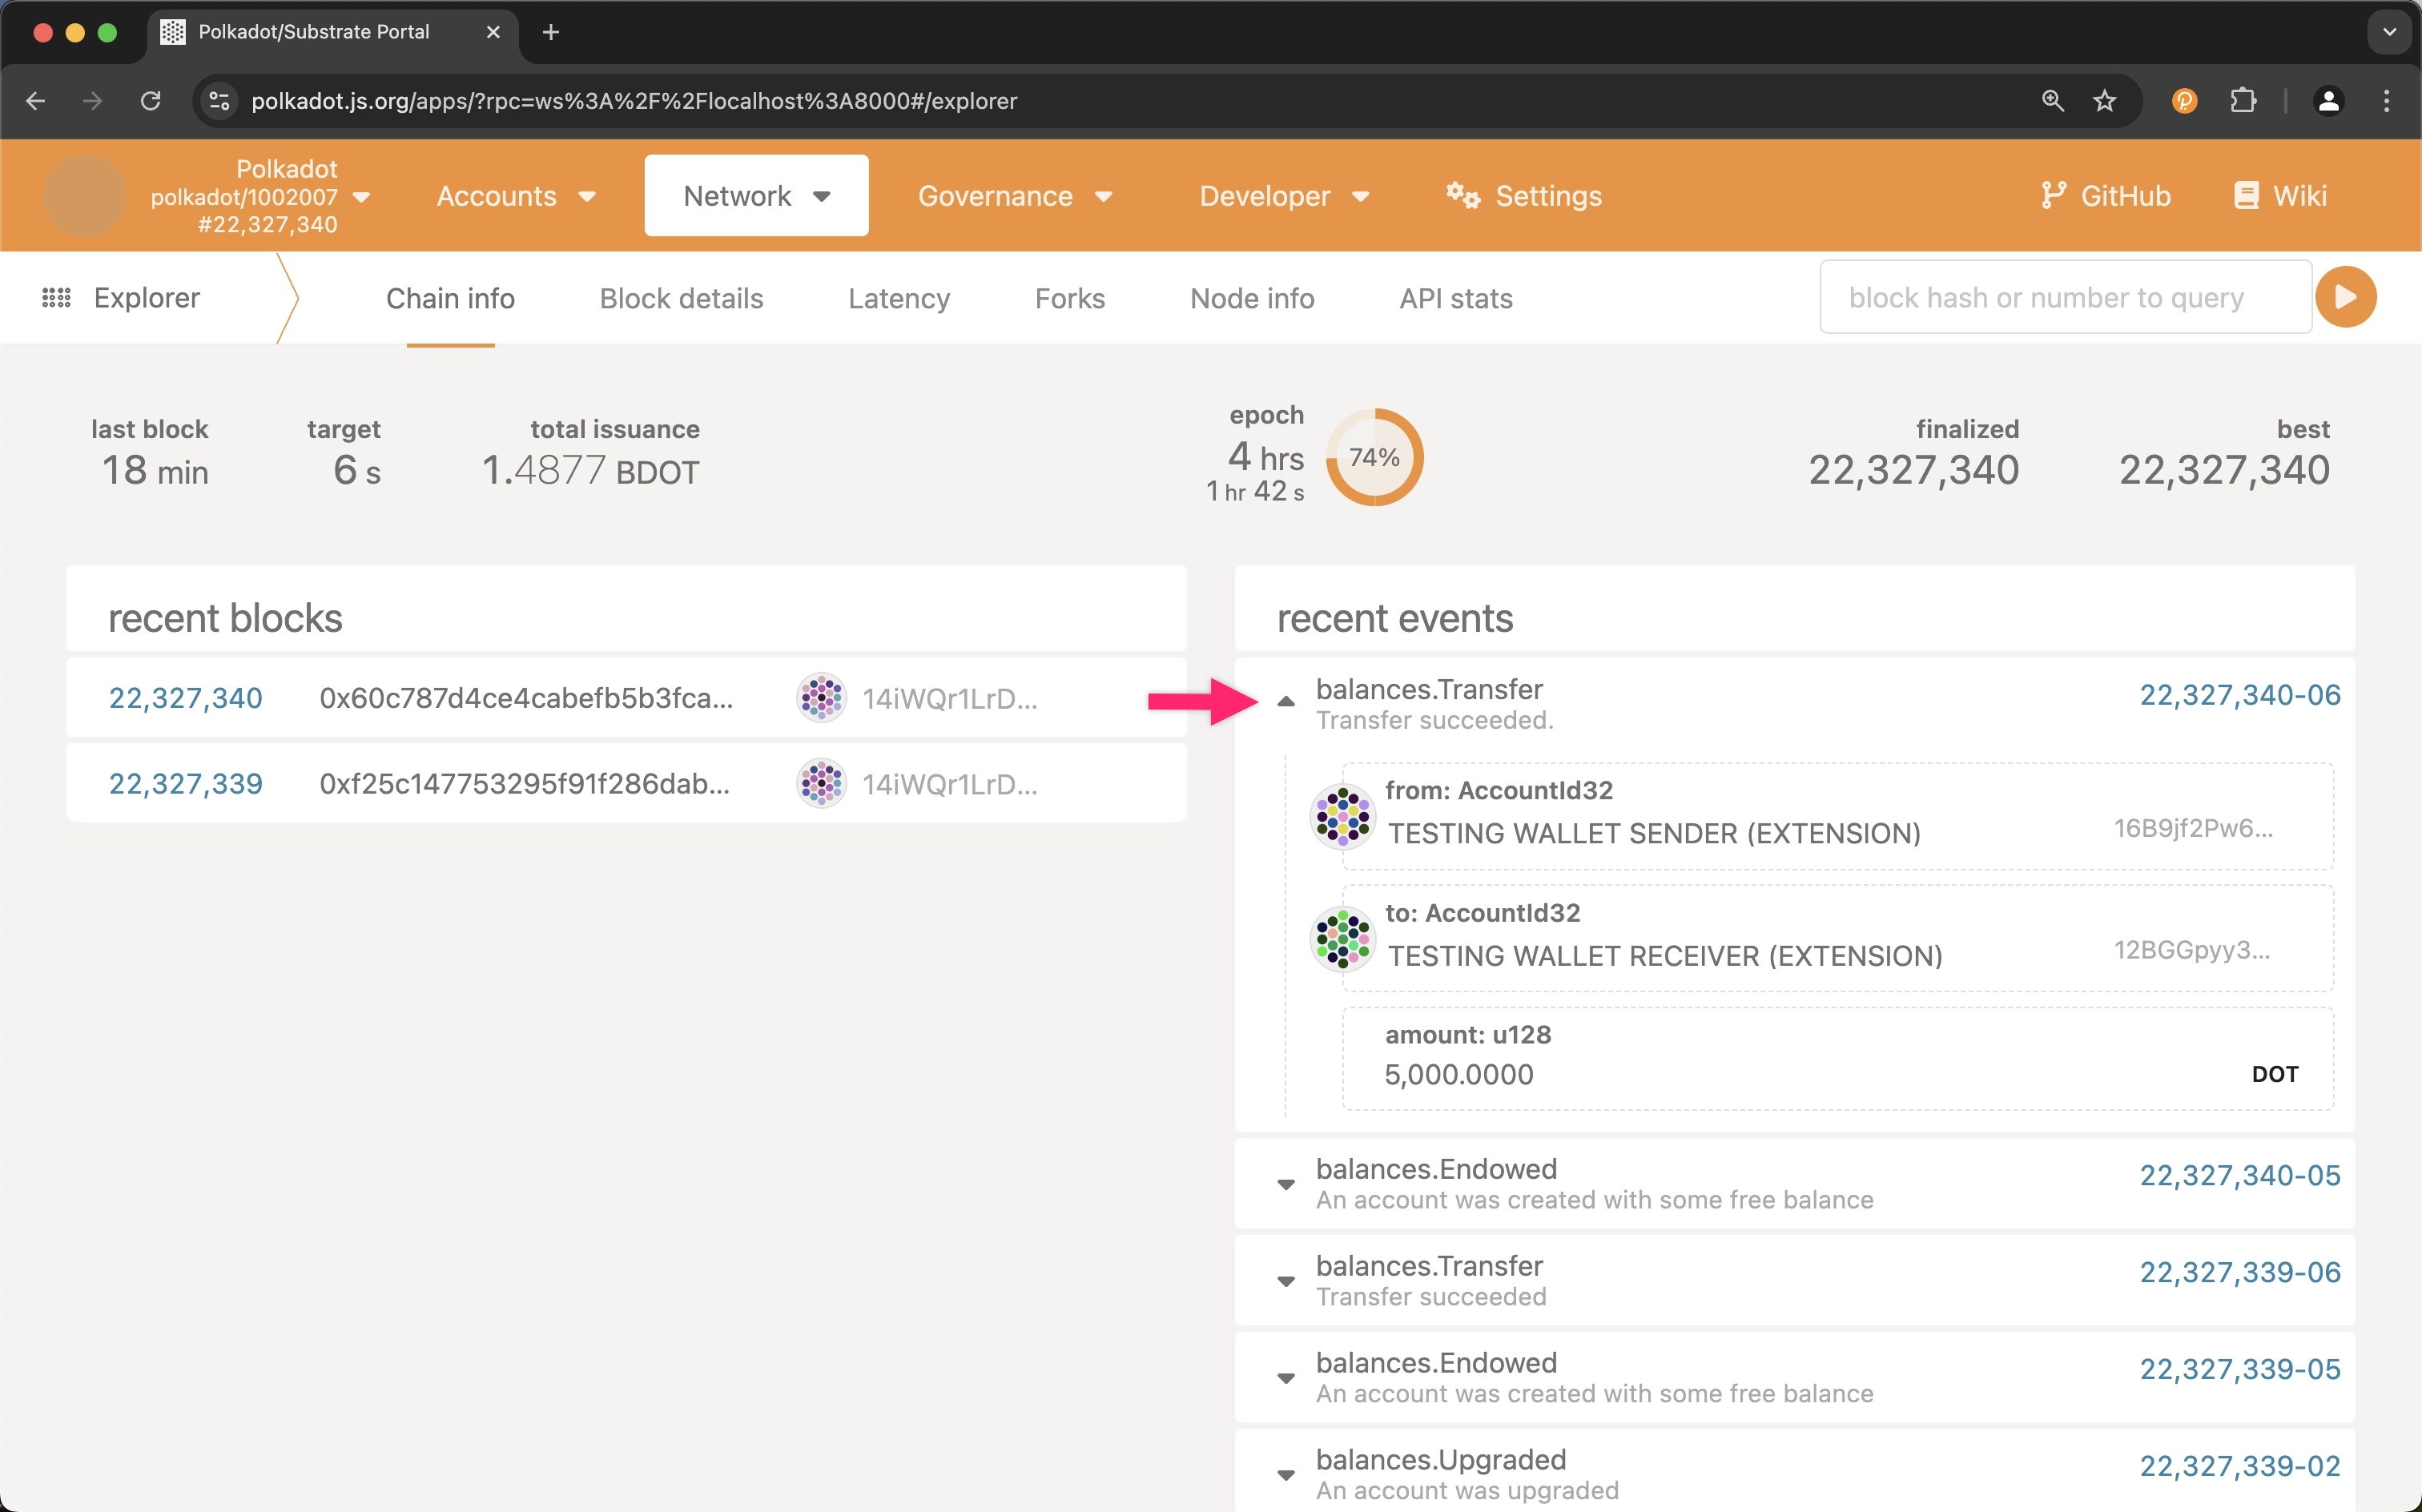 Polkadot/Substrate Portal
polkadot.js.org/apps/?rpc=ws%3A%2F%2Flocalhost%3A8000#/explorer
Polkadot
polkadot/1002007
#22,327,340
Accounts
Network
Governance
Developer
Settings
GitHub
Wiki
Explorer
Chain info
Block details
Latency
Forks
Node info
API stats
block hash or number to query
last block
18 min
target
6 s
total issuance
1.4877 BDOT
epoch
4 hrs
1 hr 42 s
74%
finalized
22,327,340
best
22,327,340
recent blocks
22,327,340 0x60c787d4ce4cabefb5b3fca... 14iWQr1LrD...
22,327,339 0xf25c147753295f91f286dab... 14iWQr1LrD...
recent events
balances.Transfer 22,327,340-06
Transfer succeeded.
from: AccountId32
TESTING WALLET SENDER (EXTENSION) 16B9jf2Pw6...
to: AccountId32
TESTING WALLET RECEIVER (EXTENSION) 12BGGpyy3...
amount: u128
5,000.0000 DOT
balances.Endowed 22,327,340-05
An account was created with some free balance
balances.Transfer 22,327,339-06
Transfer succeeded
balances.Endowed 22,327,339-05
An account was created with some free balance
balances.Upgraded 22,327,339-02
An account was upgraded